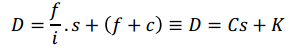 D = f/i . s + (f + c) ≡ D = Cs + K